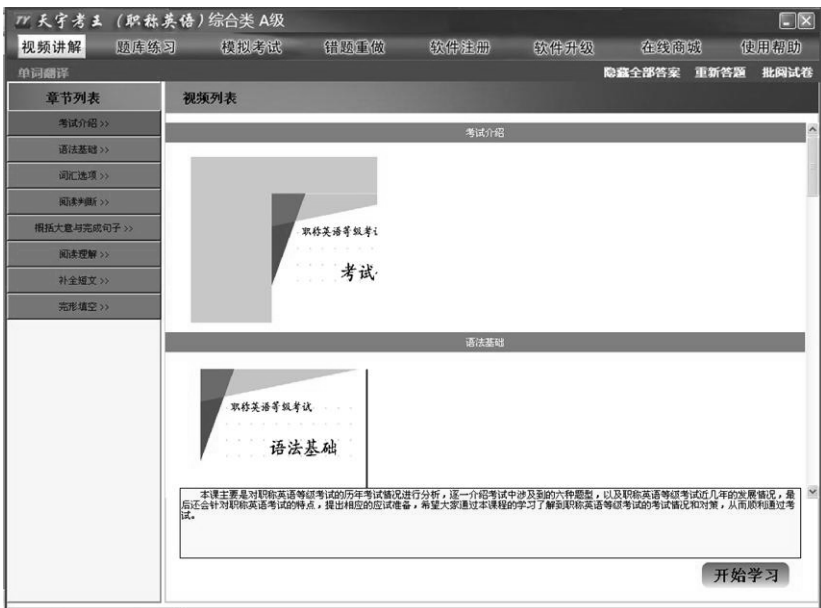 TY 天宇考王（职称英语）综合类 A级
视频讲解 题库练习 模拟考试 错题重做 软件注册 软件升级 在线商城 使用帮助
单词翻译 隐藏全部答案 重新答题 批阅试卷
章节列表
考试介绍 >>
语法基础 >>
词汇选项 >>
阅读判断 >>
概括大意与完成句子 >>
阅读理解 >>
补全短文 >>
完形填空 >>
视频列表
考试介绍
职称英语等级考试
考试
语法基础
职称英语等级考试
语法基础
本课主要是对职称英语等级考试的历年考试情况进行分析，逐一介绍考试中涉及到的六种题型，以及职称英语等级考试近几年的发展情况，最
后还会针对职称英语考试的特点，提出相应的应试准备，希望大家通过本课程的学习了解到职称英语等级考试的考试情况和对策，从而顺利通过考
试。
开始学习